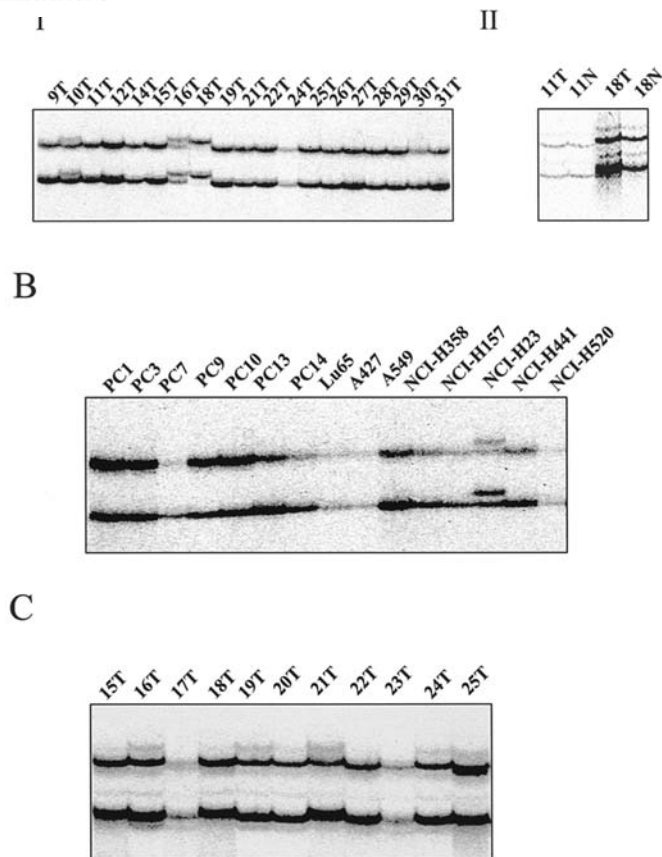 I II
9T 10T 11T 12T 14T 15T 16T 18T 19T 21T 22T 24T 25T 26T 27T 28T 29T 30T 31T
11T 11N 18T 18N
B
PC1 PC3 PC7 PC9 PC10 PC13 PC14 Lu65 A427 A549 NCI-H358 NCI-H157 NCI-H23 NCI-H441 NCI-H520
C
15T 16T 17T 18T 19T 20T 21T 22T 23T 24T 25T